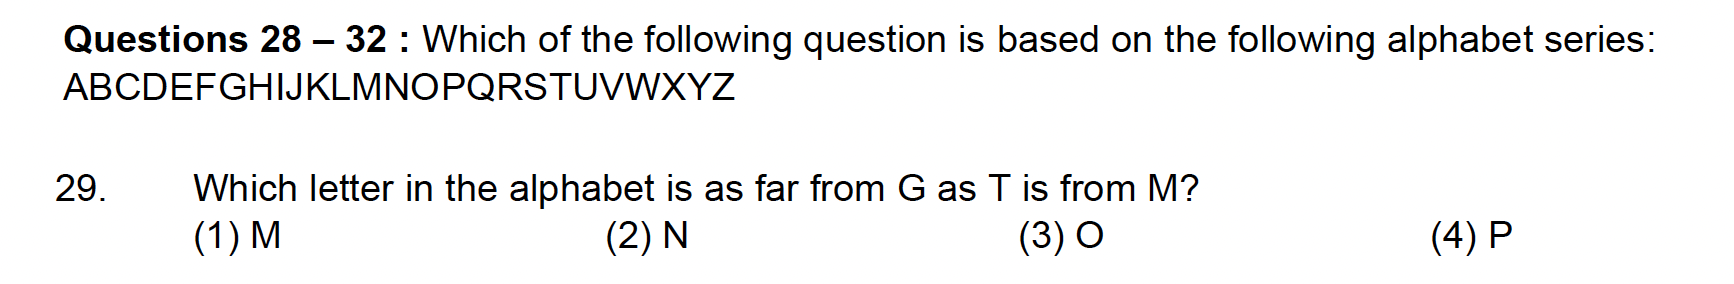 Questions 28 – 32 : Which of the following question is based on the following alphabet series:
ABCDEFGHIJKLMNOPQRSTUVWXYZ
29. Which letter in the alphabet is as far from G as T is from M?
(1) M (2) N (3) O (4) P